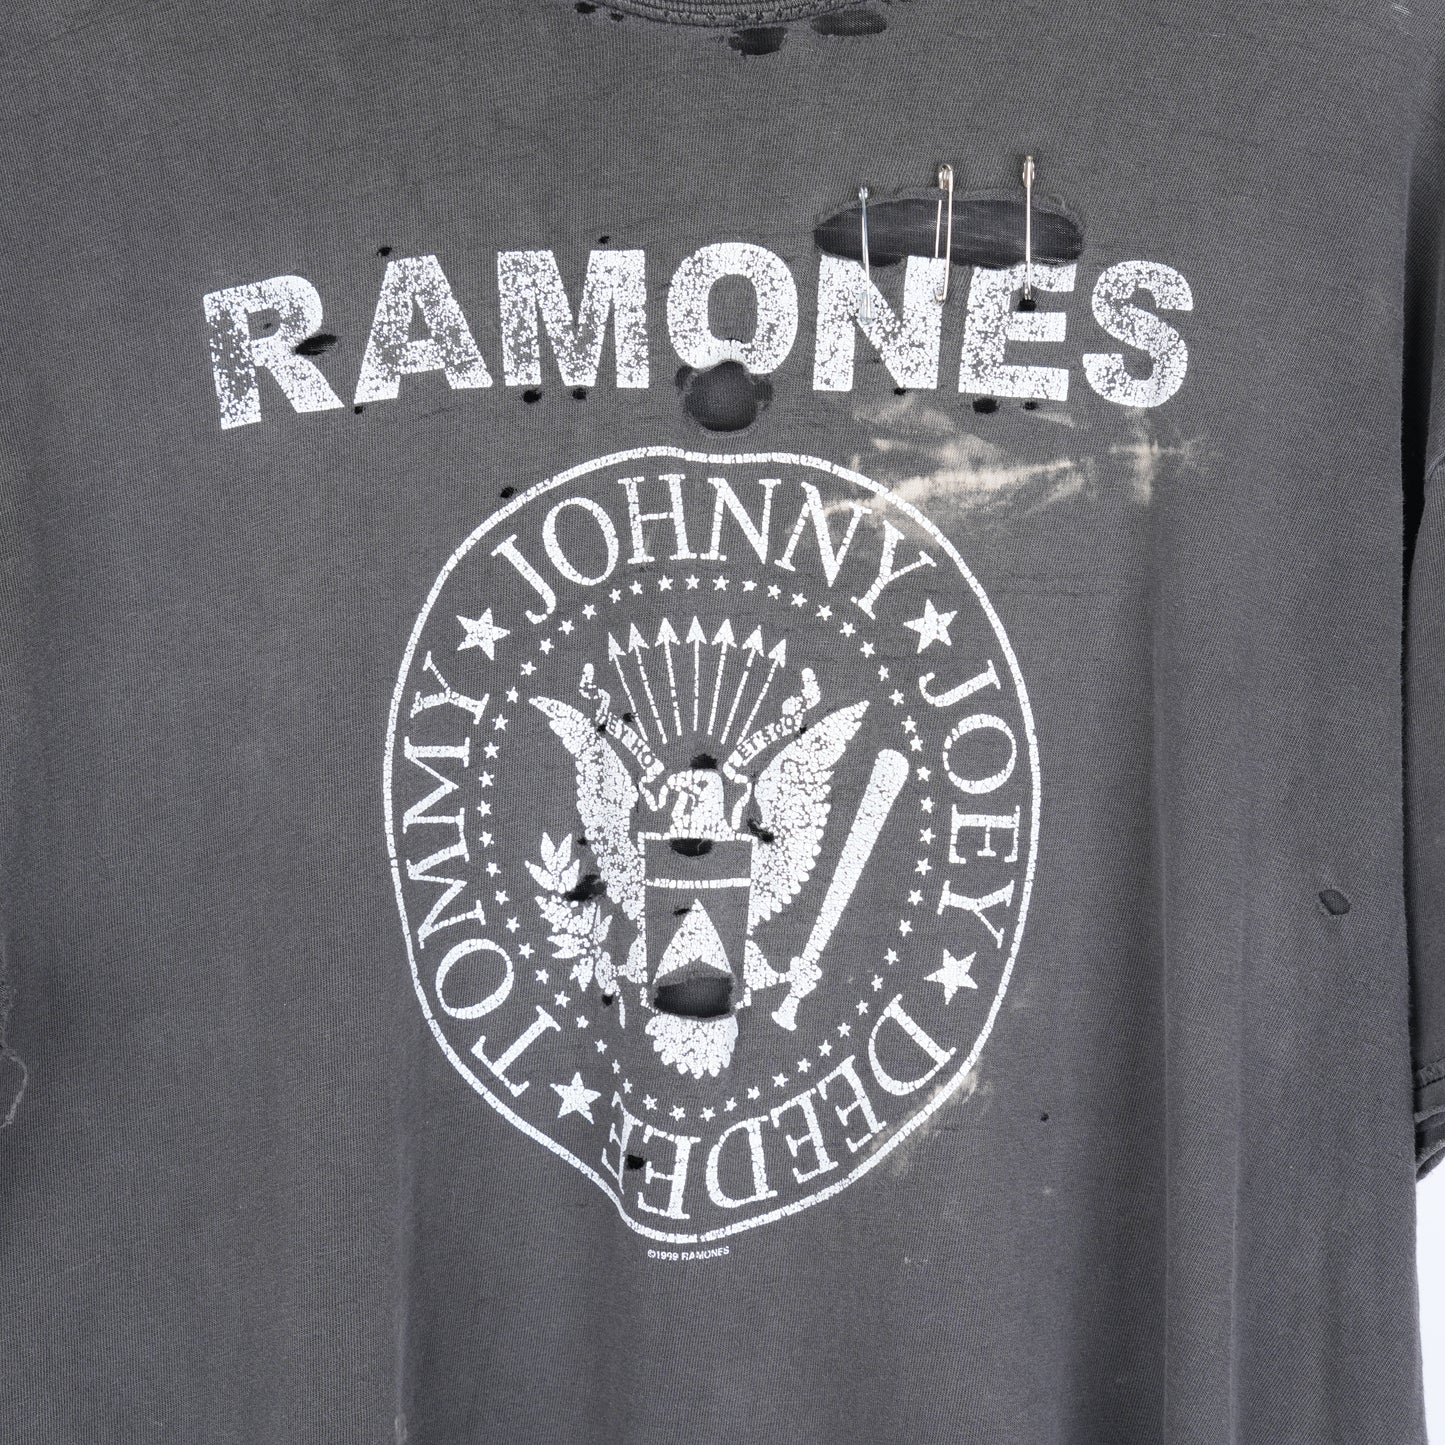 RAMONES
JOHNNY
JOEY
DEEDEE
TOMMY
©1999 RAMONES